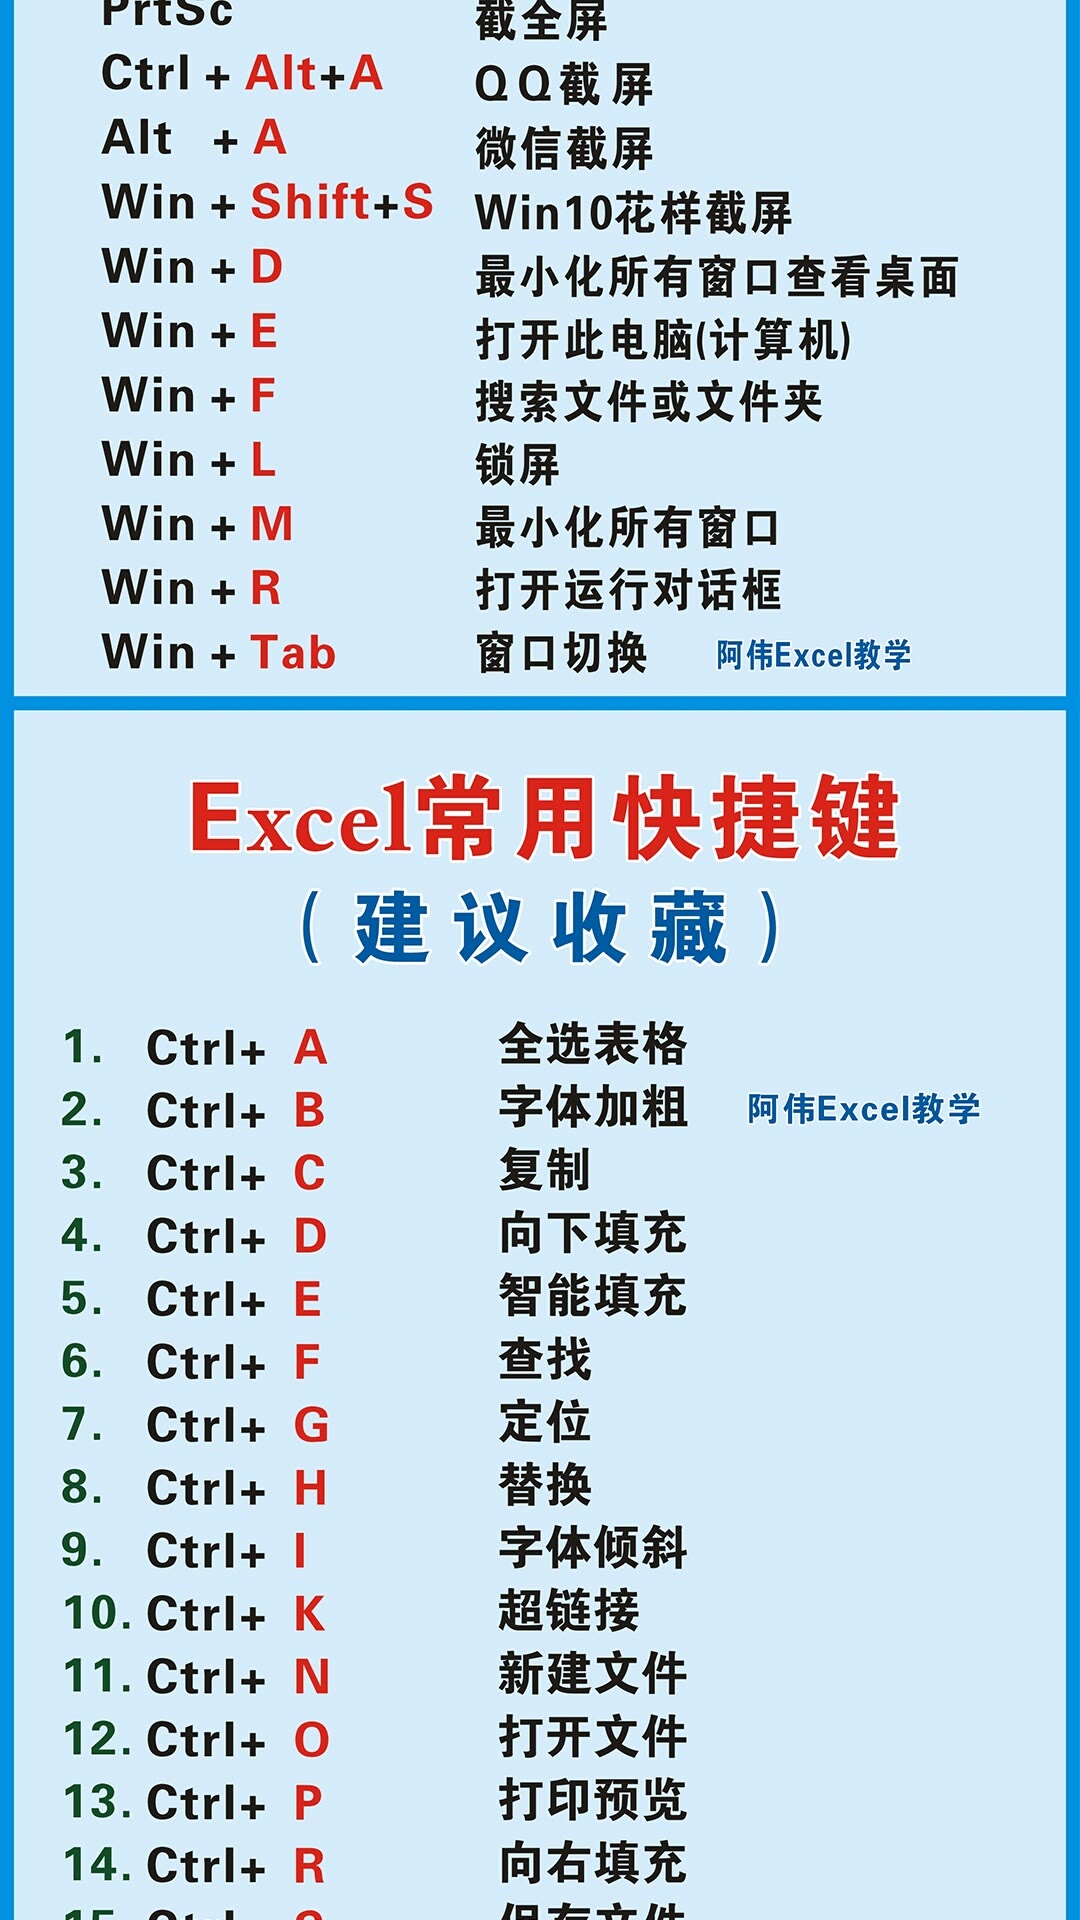 PrtSc 截全屏
Ctrl + Alt+A QQ截屏
Alt + A 微信截屏
Win + Shift+S Win10花样截屏
Win + D 最小化所有窗口查看桌面
Win + E 打开此电脑(计算机)
Win + F 搜索文件或文件夹
Win + L 锁屏
Win + M 最小化所有窗口
Win + R 打开运行对话框
Win + Tab 窗口切换 阿伟Excel教学
Excel常用快捷键
(建议收藏)
1. Ctrl+ A 全选表格
2. Ctrl+ B 字体加粗 阿伟Excel教学
3. Ctrl+ C 复制
4. Ctrl+ D 向下填充
5. Ctrl+ E 智能填充
6. Ctrl+ F 查找
7. Ctrl+ G 定位
8. Ctrl+ H 替换
9. Ctrl+ I 字体倾斜
10. Ctrl+ K 超链接
11. Ctrl+ N 新建文件
12. Ctrl+ O 打开文件
13. Ctrl+ P 打印预览
14. Ctrl+ R 向右填充
15. Ctrl+ S 保存文件